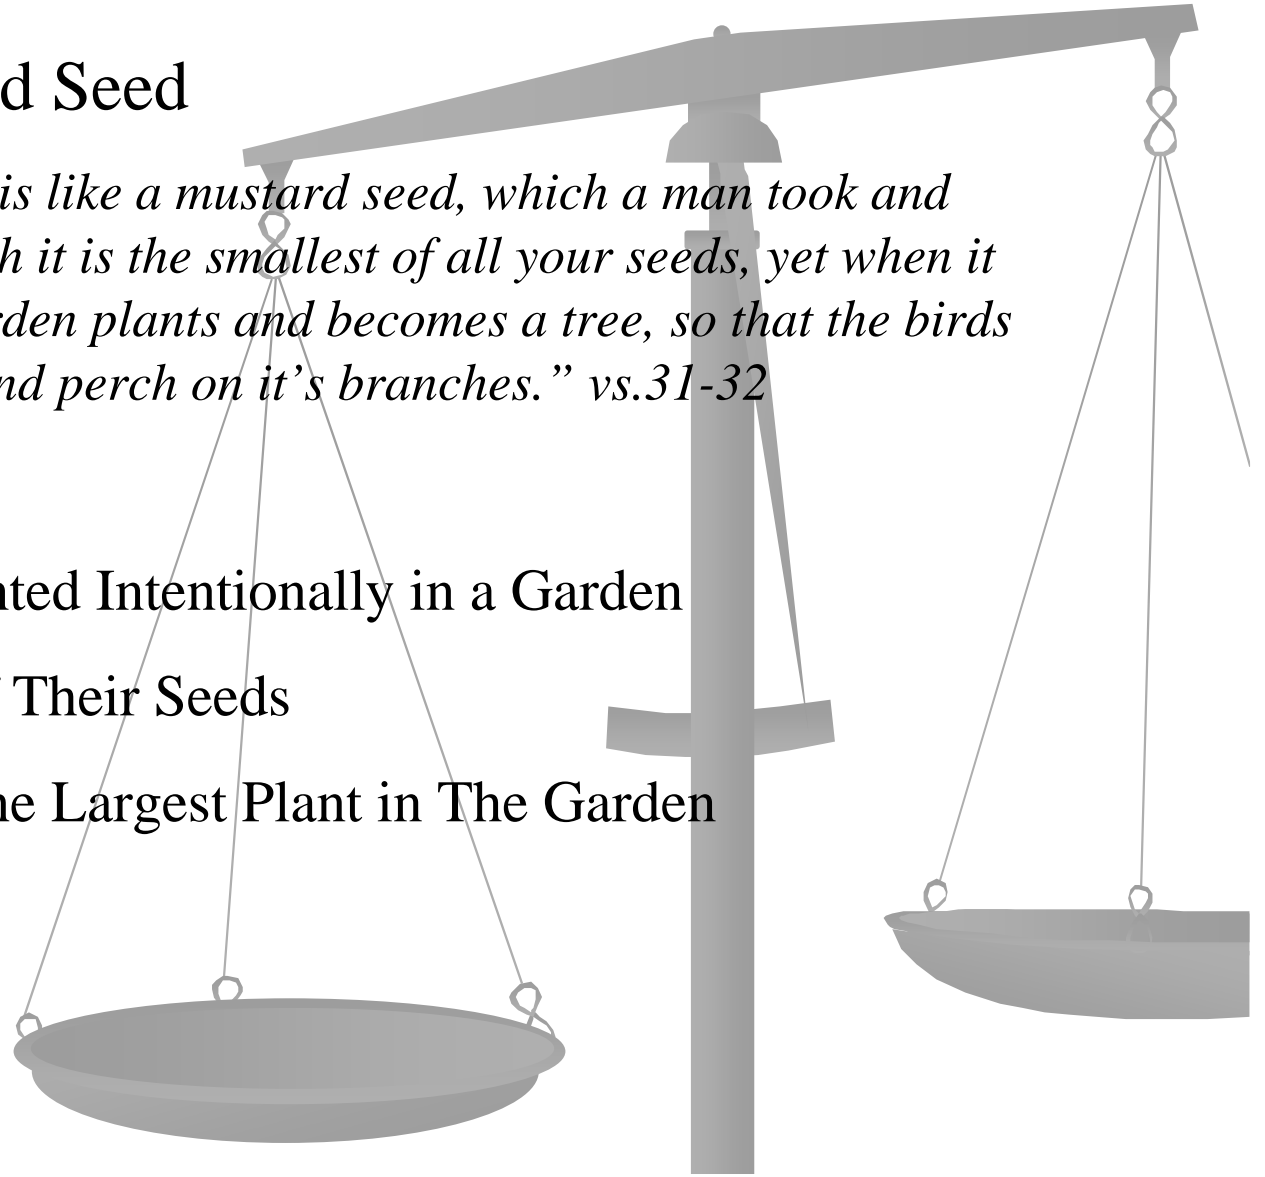 d Seed
is like a mustard seed, which a man took and
h it is the smallest of all your seeds, yet when it
rden plants and becomes a tree, so that the birds
nd perch on it’s branches.” vs.31-32
nted Intentionally in a Garden
Their Seeds
ne Largest Plant in The Garden